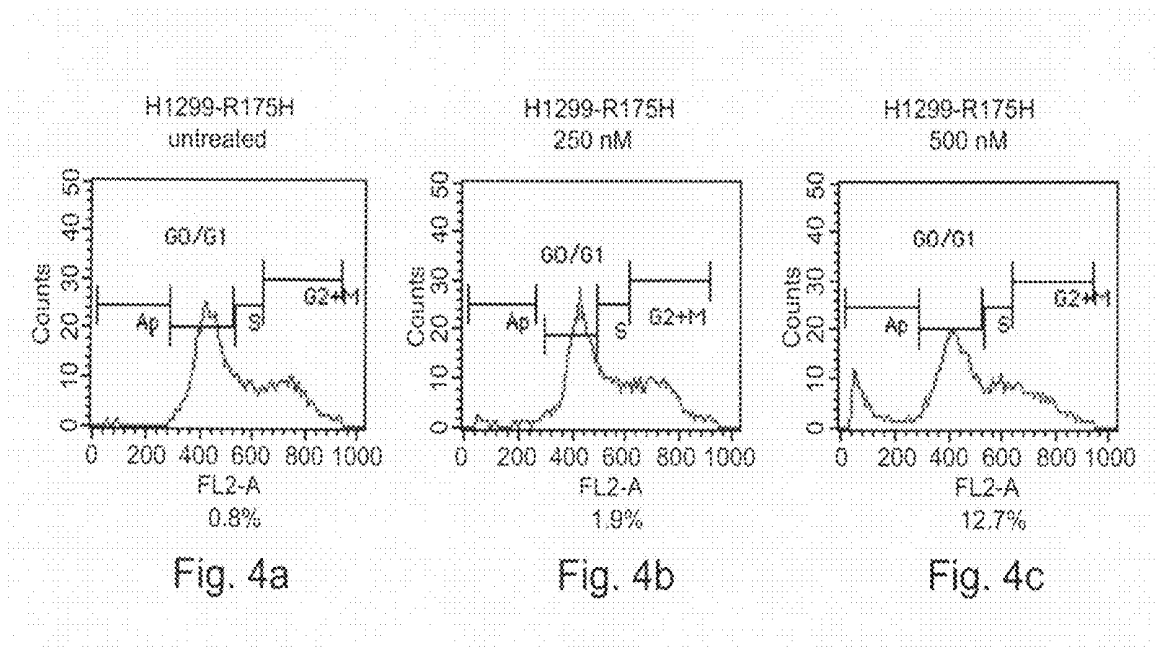 H1299-R175H
untreated
50
40
30
20
10
0
Counts
G0/G1
Ap
S
G2+M
0 200 400 600 800 1000
FL2-A
0.8%
Fig. 4a
H1299-R175H
250 nM
50
40
30
20
10
0
Counts
G0/G1
Ap
S
G2+M
0 200 400 600 800 1000
FL2-A
1.9%
Fig. 4b
H1299-R175H
500 nM
50
40
30
20
10
0
Counts
G0/G1
Ap
S
G2+M
0 200 400 600 800 1000
FL2-A
12.7%
Fig. 4c